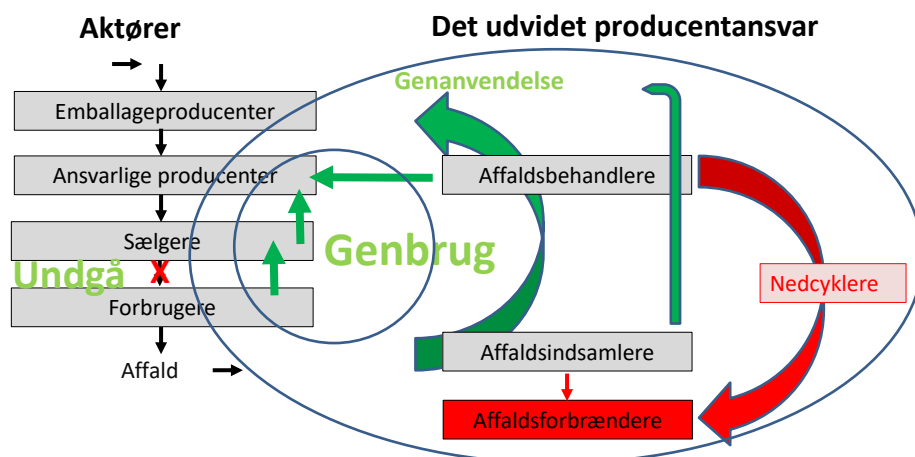 Aktører
Det udvidet producentansvar
Genanvendelse
Emballageproducenter
Ansvarlige producenter
Affaldsbehandlere
Sælgere
Genbrug
Undgå
X
Nedcyklere
Forbrugere
Affaldsindsamlere
Affald
Affaldsforbrændere